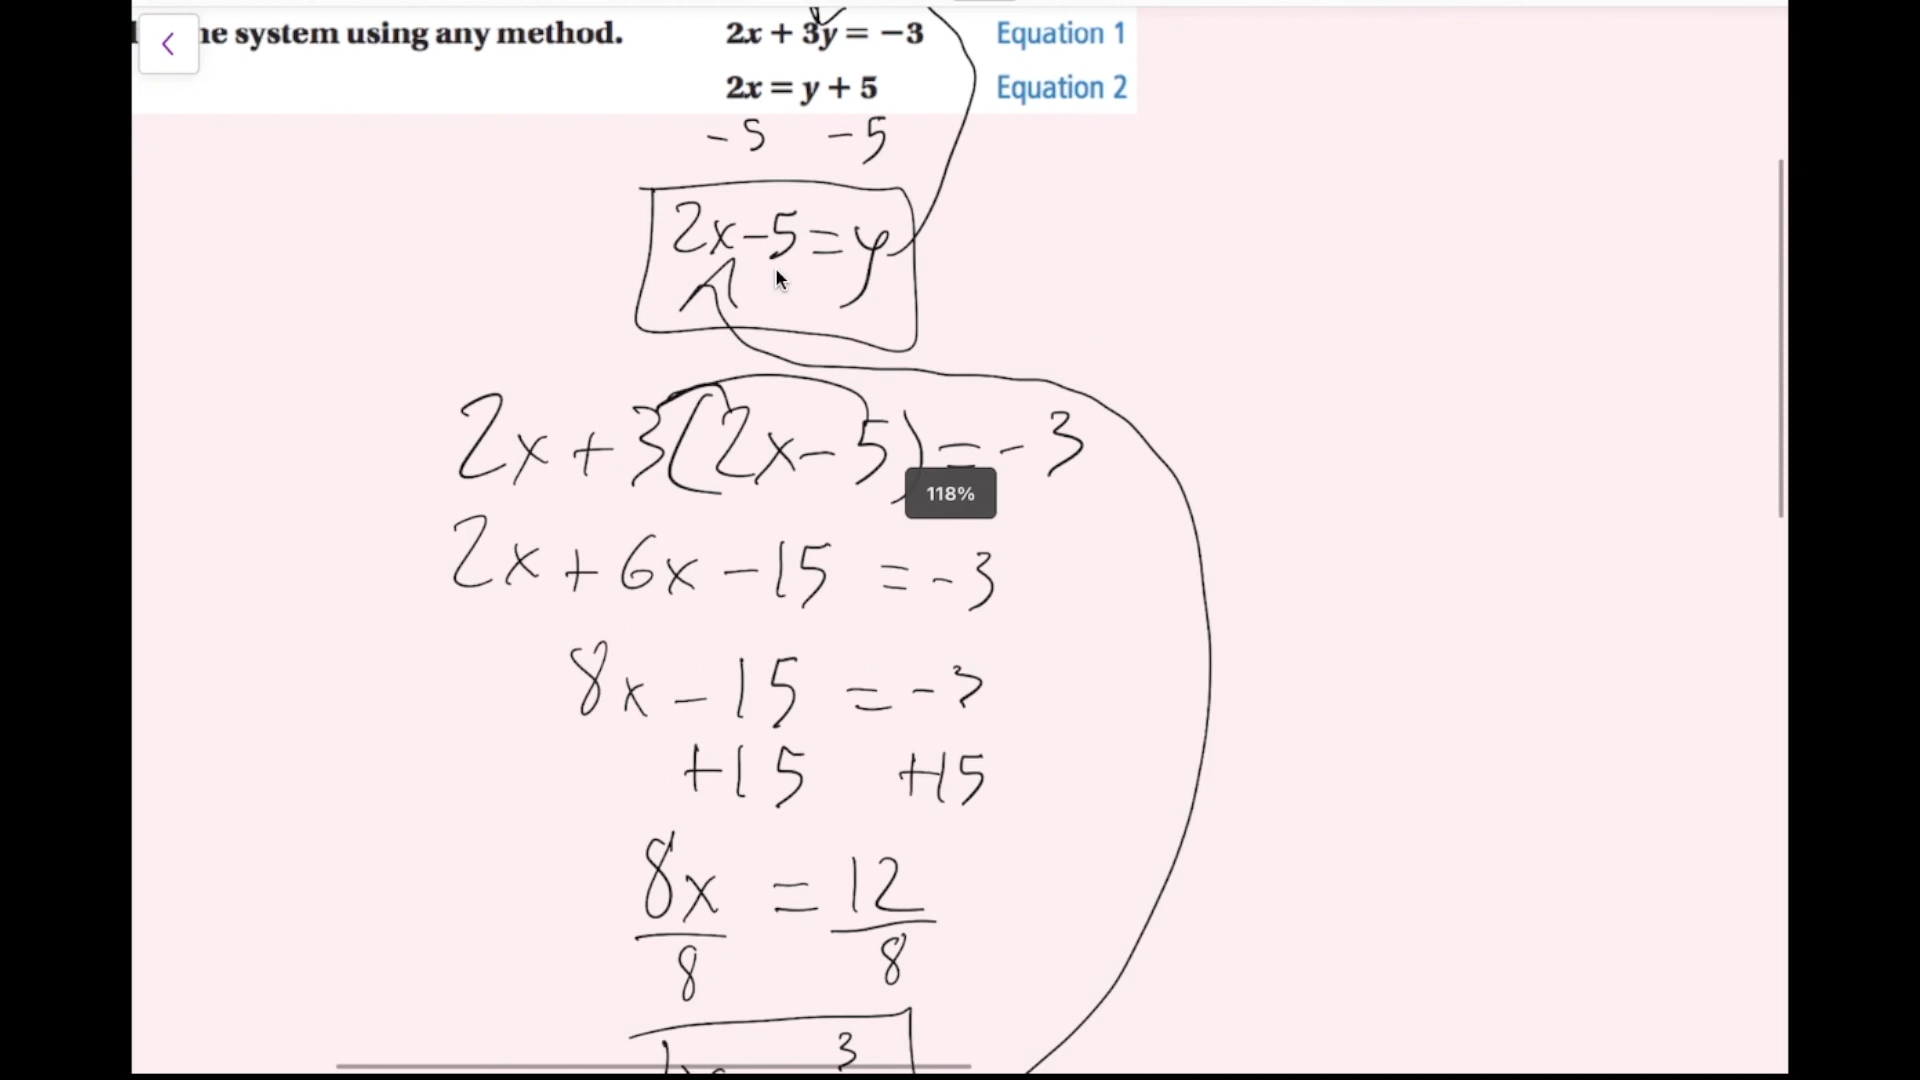 he system using any method. 2x + 3y = −3 Equation 1
2x = y + 5 Equation 2
-5 -5
2x-5=y
2x+3(2x-5)=-3
118%
2x+6x-15 =-3
8x-15 =-3
+15 +15
8x = 12
8 8
3